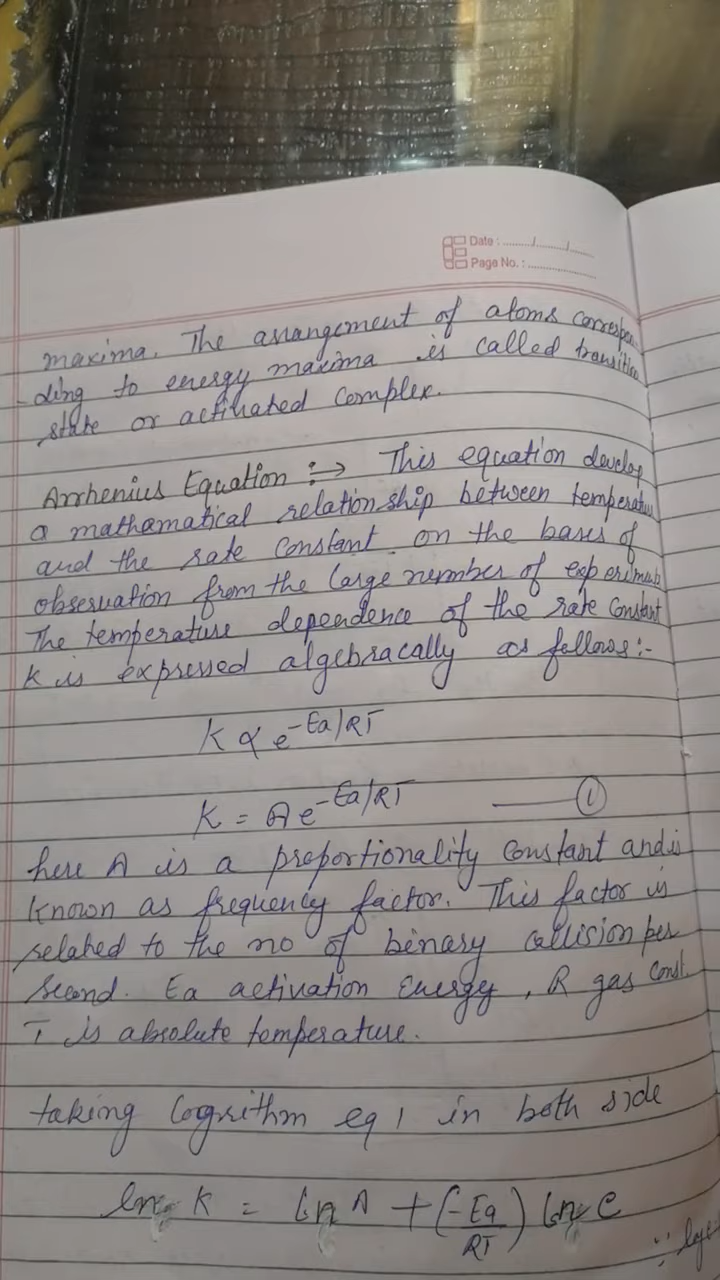 Date : ......../......../........
Page No. : ....................
maxima. The arrangement of atoms correspon
-ding to energy maxima is called transition
state or activated complex.
Arrhenius Equation :→ This equation develop
a mathamatical relationship between temperature
and the rate constant on the bases of
observation from the large number of experiments
The temperature dependence of the rate constant
K is expressed algebracally as follows:-
K ∝ e^-Ea/RT
K = A e^-Ea/RT —— ①
here A is a proportionality constant and is
known as frequency factor. This factor is
related to the no of binary collision per
second. Ea activation energy, R gas const.
T is absolute temperature.
taking logrithm eq 1 in both side
ln K = ln A + (-Ea/RT) ln e